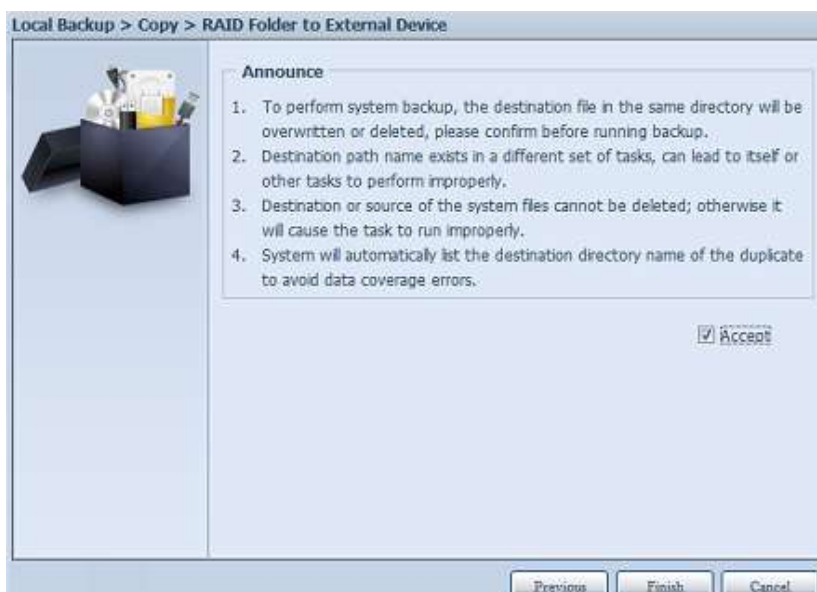 Local Backup > Copy > RAID Folder to External Device
Announce
1. To perform system backup, the destination file in the same directory will be
overwritten or deleted, please confirm before running backup.
2. Destination path name exists in a different set of tasks, can lead to itself or
other tasks to perform improperly.
3. Destination or source of the system files cannot be deleted; otherwise it
will cause the task to run improperly.
4. System will automatically list the destination directory name of the duplicate
to avoid data coverage errors.
Accept
Previous Finish Cancel